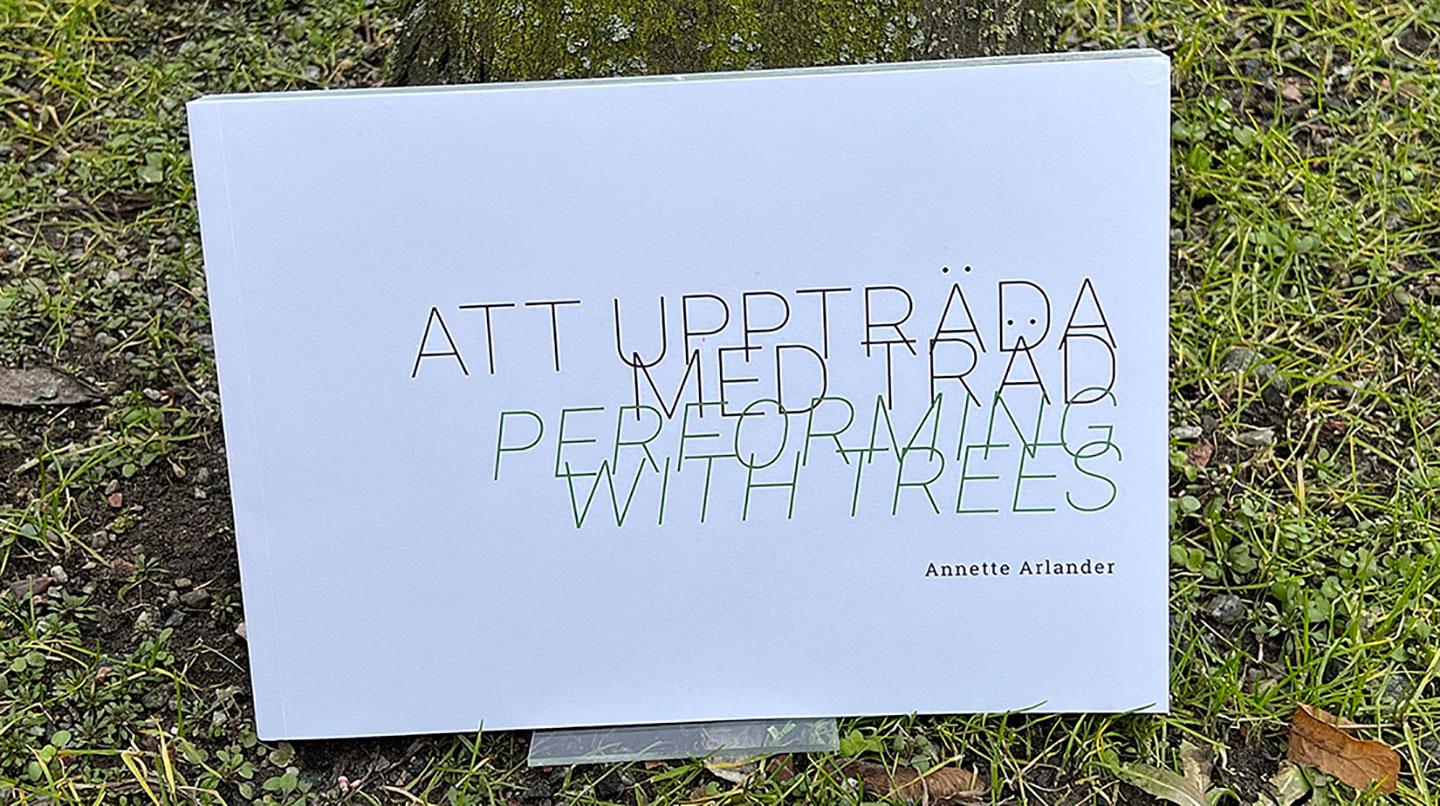 ATT UPPTRÄDA
MED TRÄD
PERFORMING
WITH TREES
Annette Arlander